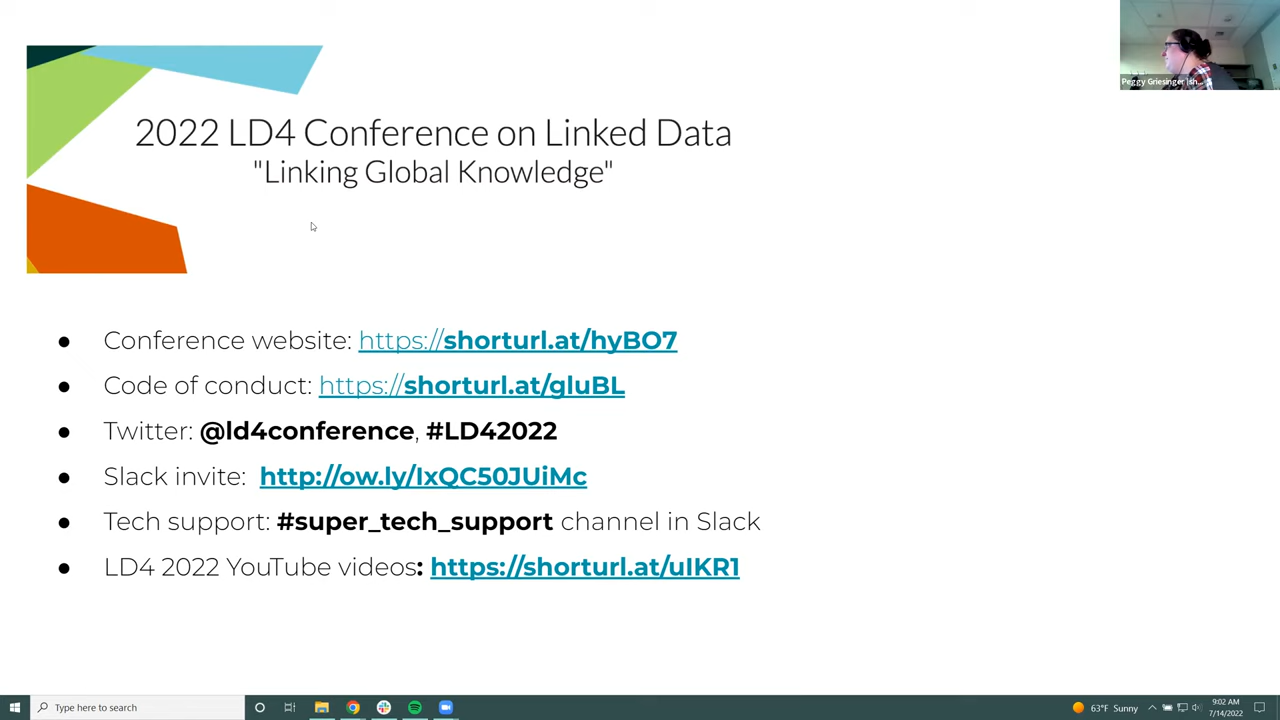 2022 LD4 Conference on Linked Data
"Linking Global Knowledge"
Peggy Griesinger (sh...
● Conference website: https://shorturl.at/hyBO7
● Code of conduct: https://shorturl.at/gluBL
● Twitter: @ld4conference, #LD42022
● Slack invite: http://ow.ly/IxQC50JUiMc
● Tech support: #super_tech_support channel in Slack
● LD4 2022 YouTube videos: https://shorturl.at/uIKR1
Type here to search
63°F Sunny
9:02 AM
7/14/2022